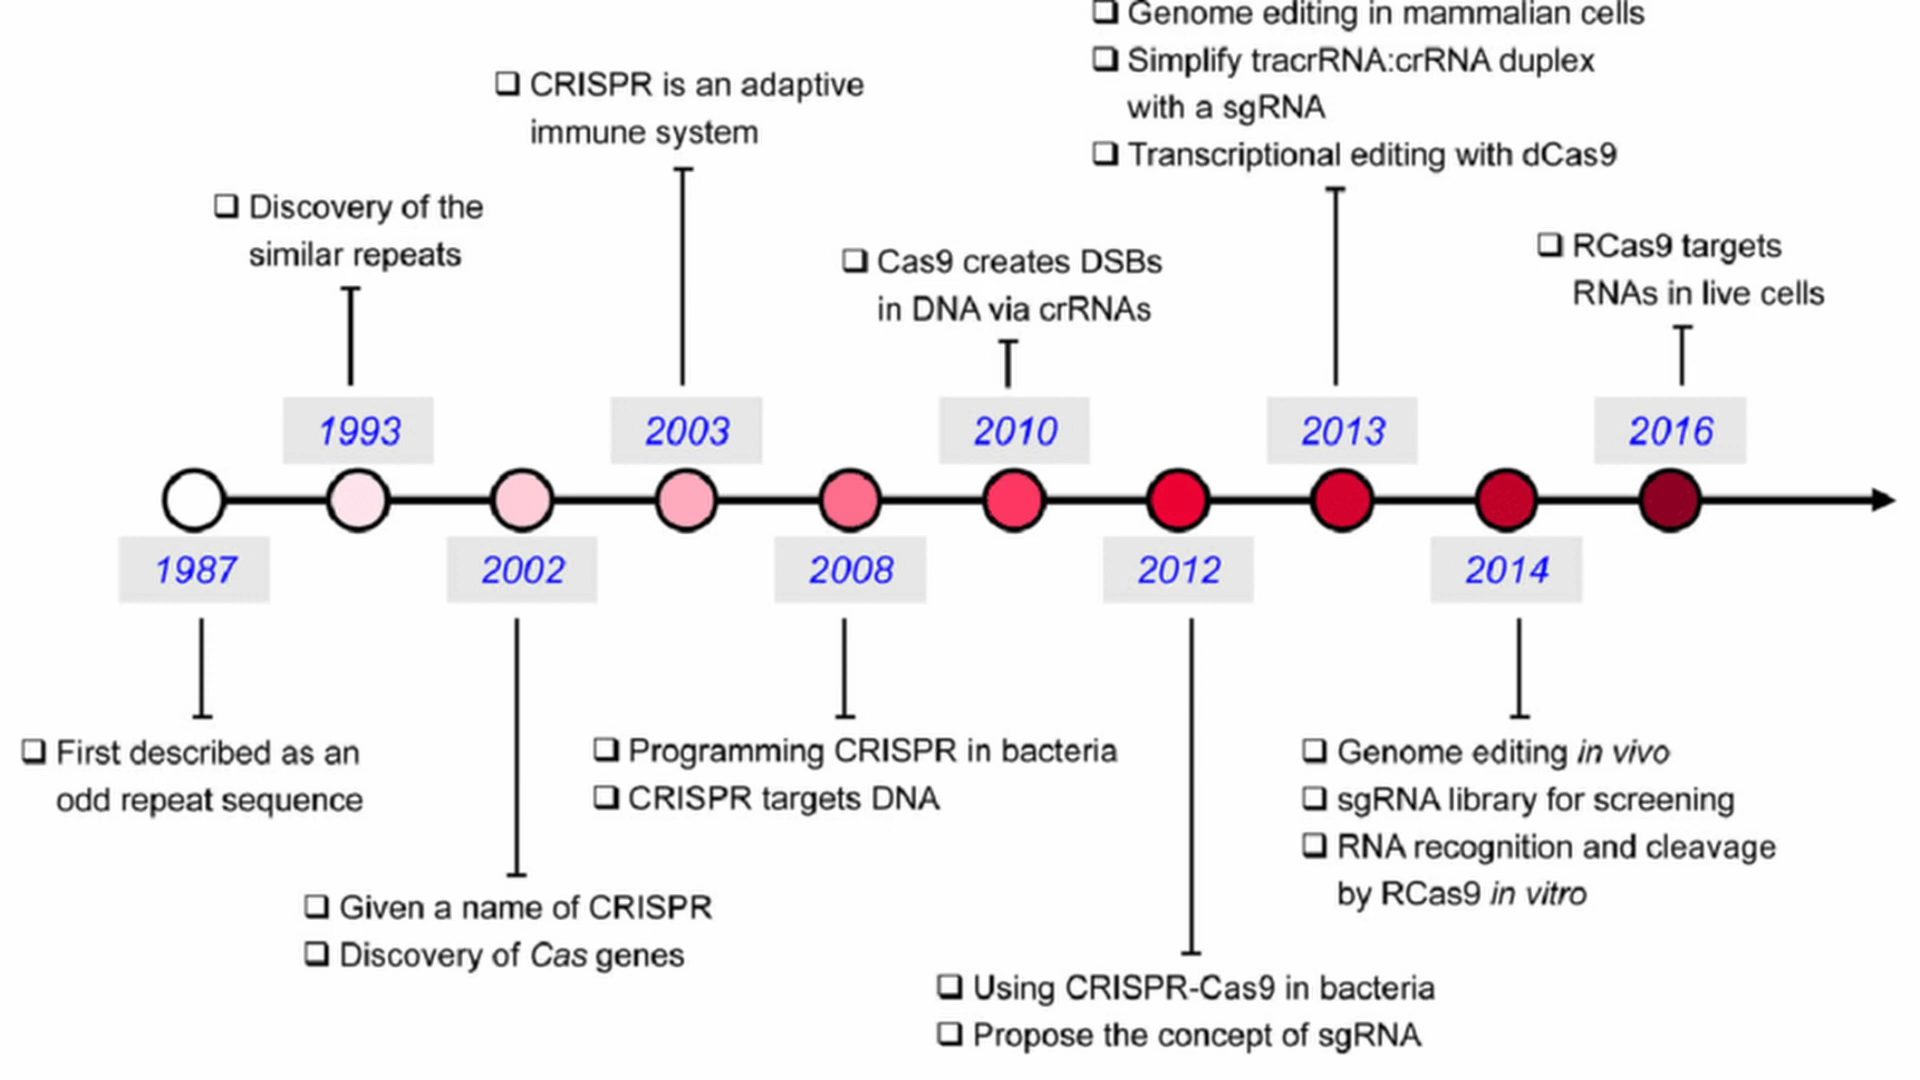 ❑ Genome editing in mammalian cells
❑ Simplify tracrRNA:crRNA duplex
with a sgRNA
❑ Transcriptional editing with dCas9
❑ CRISPR is an adaptive
immune system
❑ Discovery of the
similar repeats
❑ Cas9 creates DSBs
in DNA via crRNAs
❑ RCas9 targets
RNAs in live cells
1993
2003
2010
2013
2016
1987
2002
2008
2012
2014
❑ First described as an
odd repeat sequence
❑ Programming CRISPR in bacteria
❑ CRISPR targets DNA
❑ Genome editing in vivo
❑ sgRNA library for screening
❑ RNA recognition and cleavage
by RCas9 in vitro
❑ Given a name of CRISPR
❑ Discovery of Cas genes
❑ Using CRISPR-Cas9 in bacteria
❑ Propose the concept of sgRNA